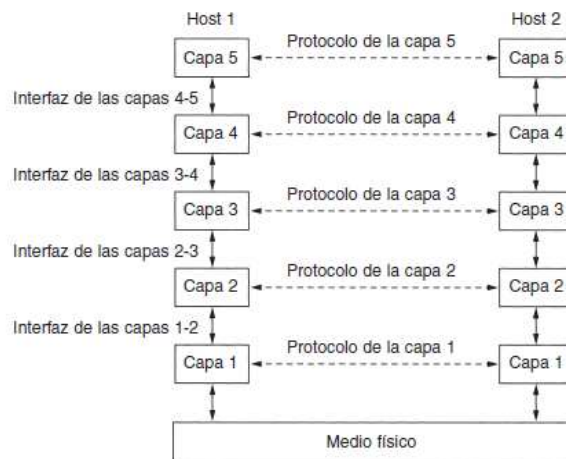 Host 1
Host 2
Capa 5
Protocolo de la capa 5
Capa 5
Interfaz de las capas 4-5
Capa 4
Protocolo de la capa 4
Capa 4
Interfaz de las capas 3-4
Capa 3
Protocolo de la capa 3
Capa 3
Interfaz de las capas 2-3
Capa 2
Protocolo de la capa 2
Capa 2
Interfaz de las capas 1-2
Capa 1
Protocolo de la capa 1
Capa 1
Medio físico